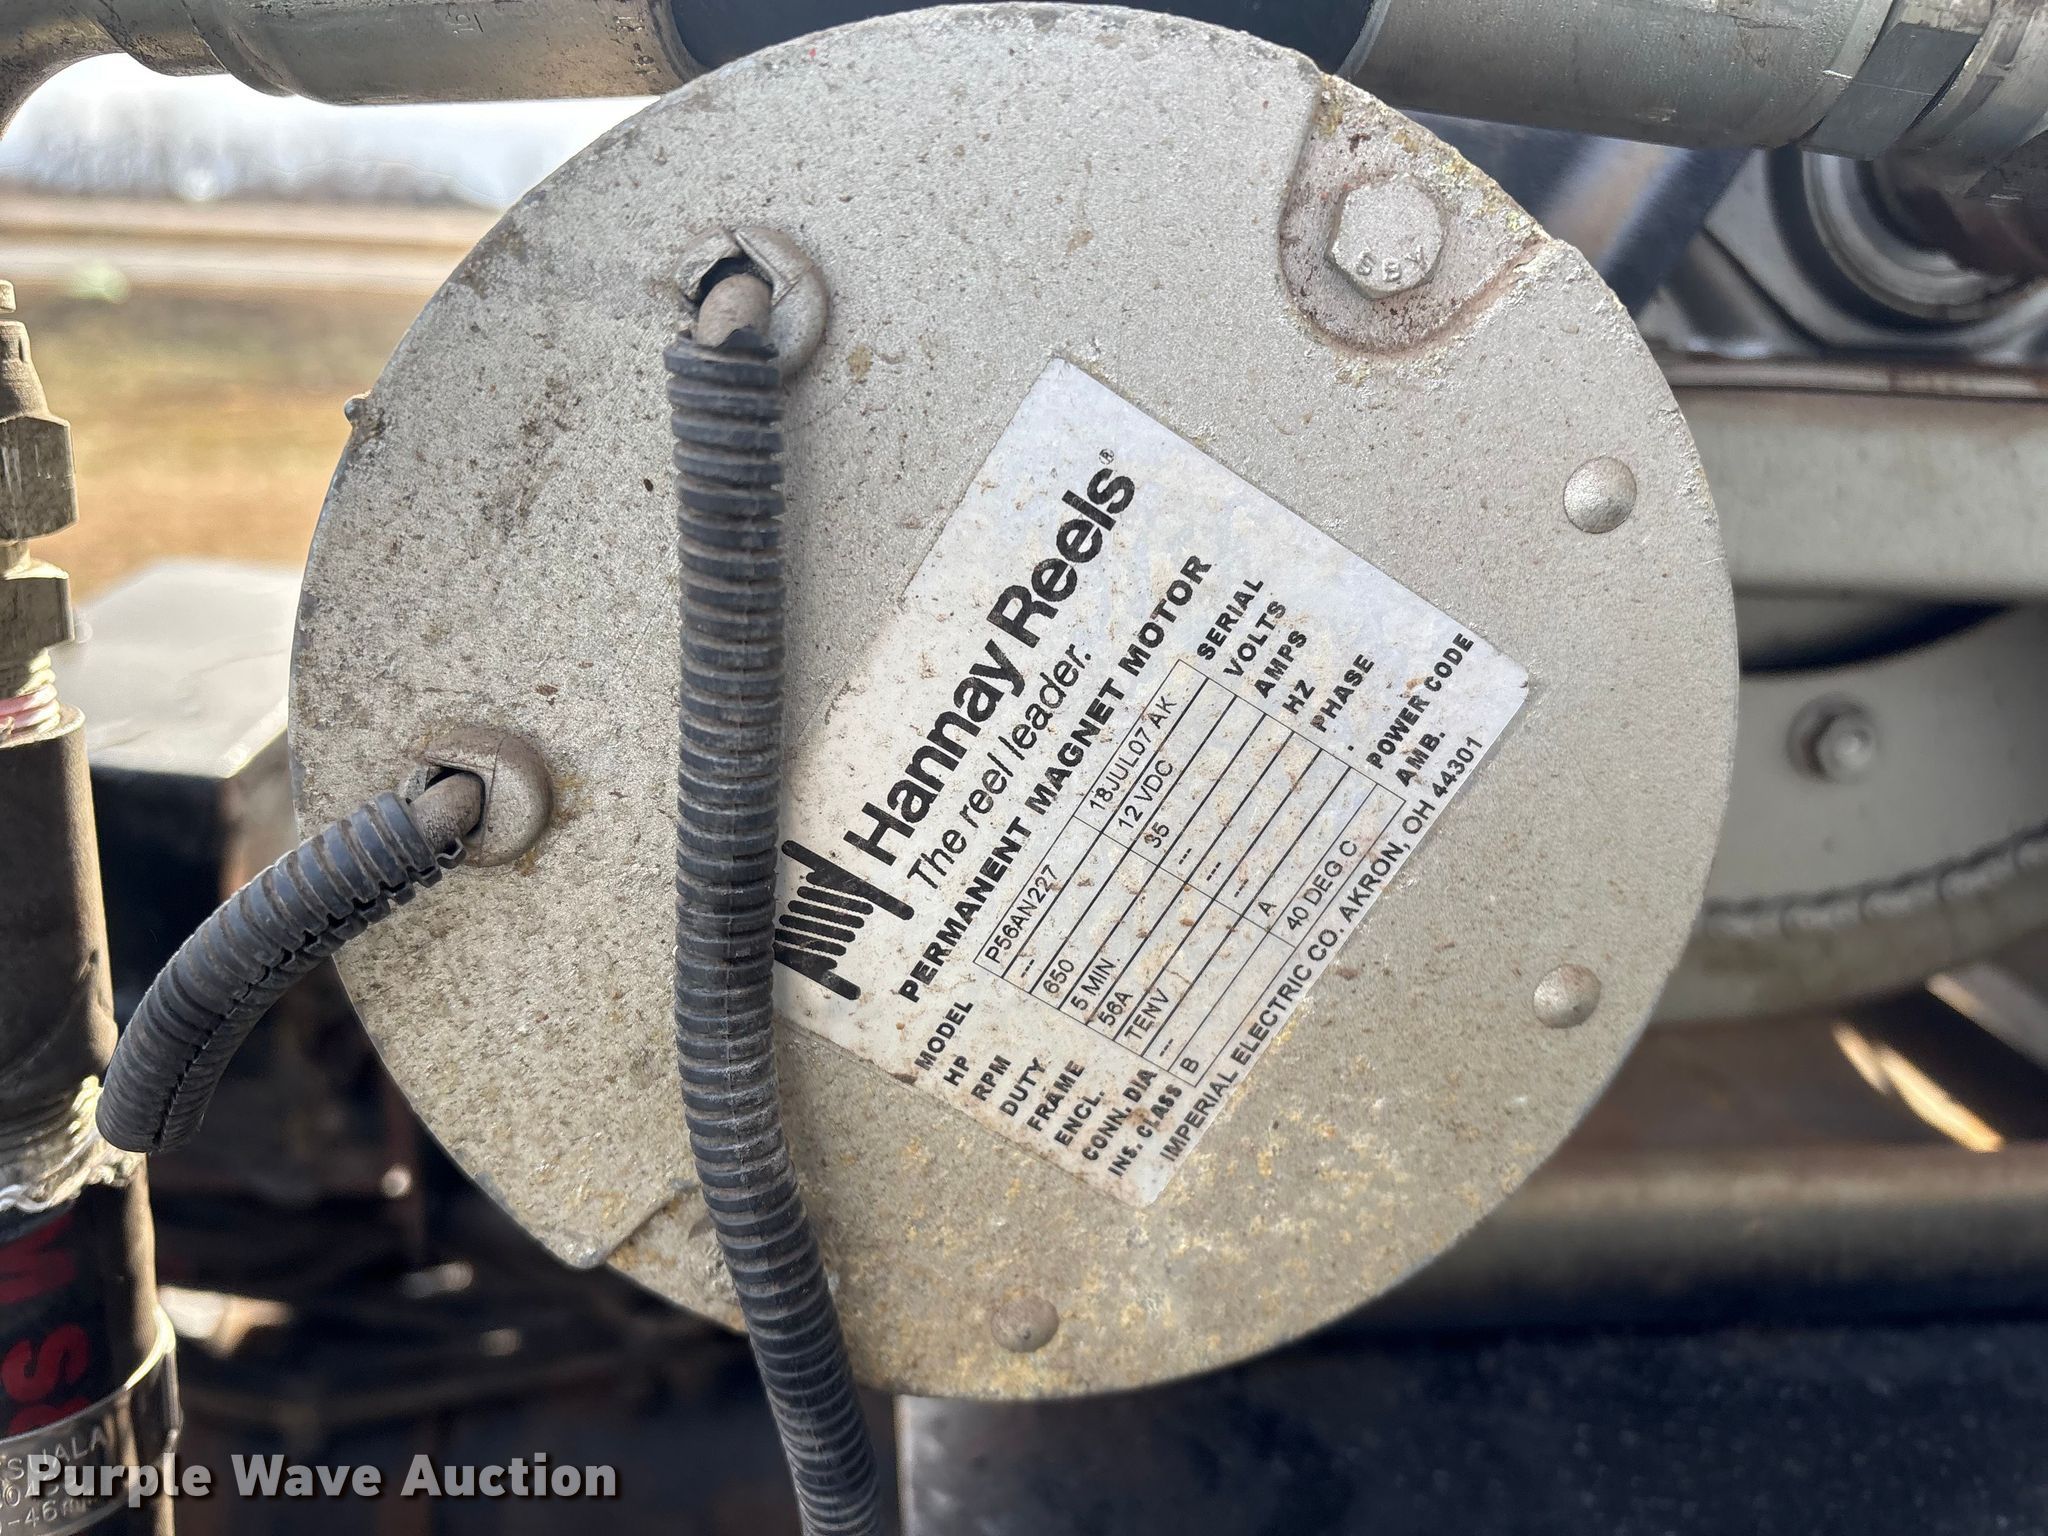 SBY
Hannay Reels®
The reel leader.
PERMANENT MAGNET MOTOR
MODEL P56AN227 18JUL07 AK SERIAL
HP --- 12 VDC VOLTS
RPM 650 35 AMPS
DUTY 5 MIN. --- HZ
FRAME 56A --- PHASE
ENCL. TENV ---
CONN. DIA --- A POWER CODE
INS. CLASS B 40 DEG C AMB.
IMPERIAL ELECTRIC CO. AKRON, OH 44301
Purple Wave Auction